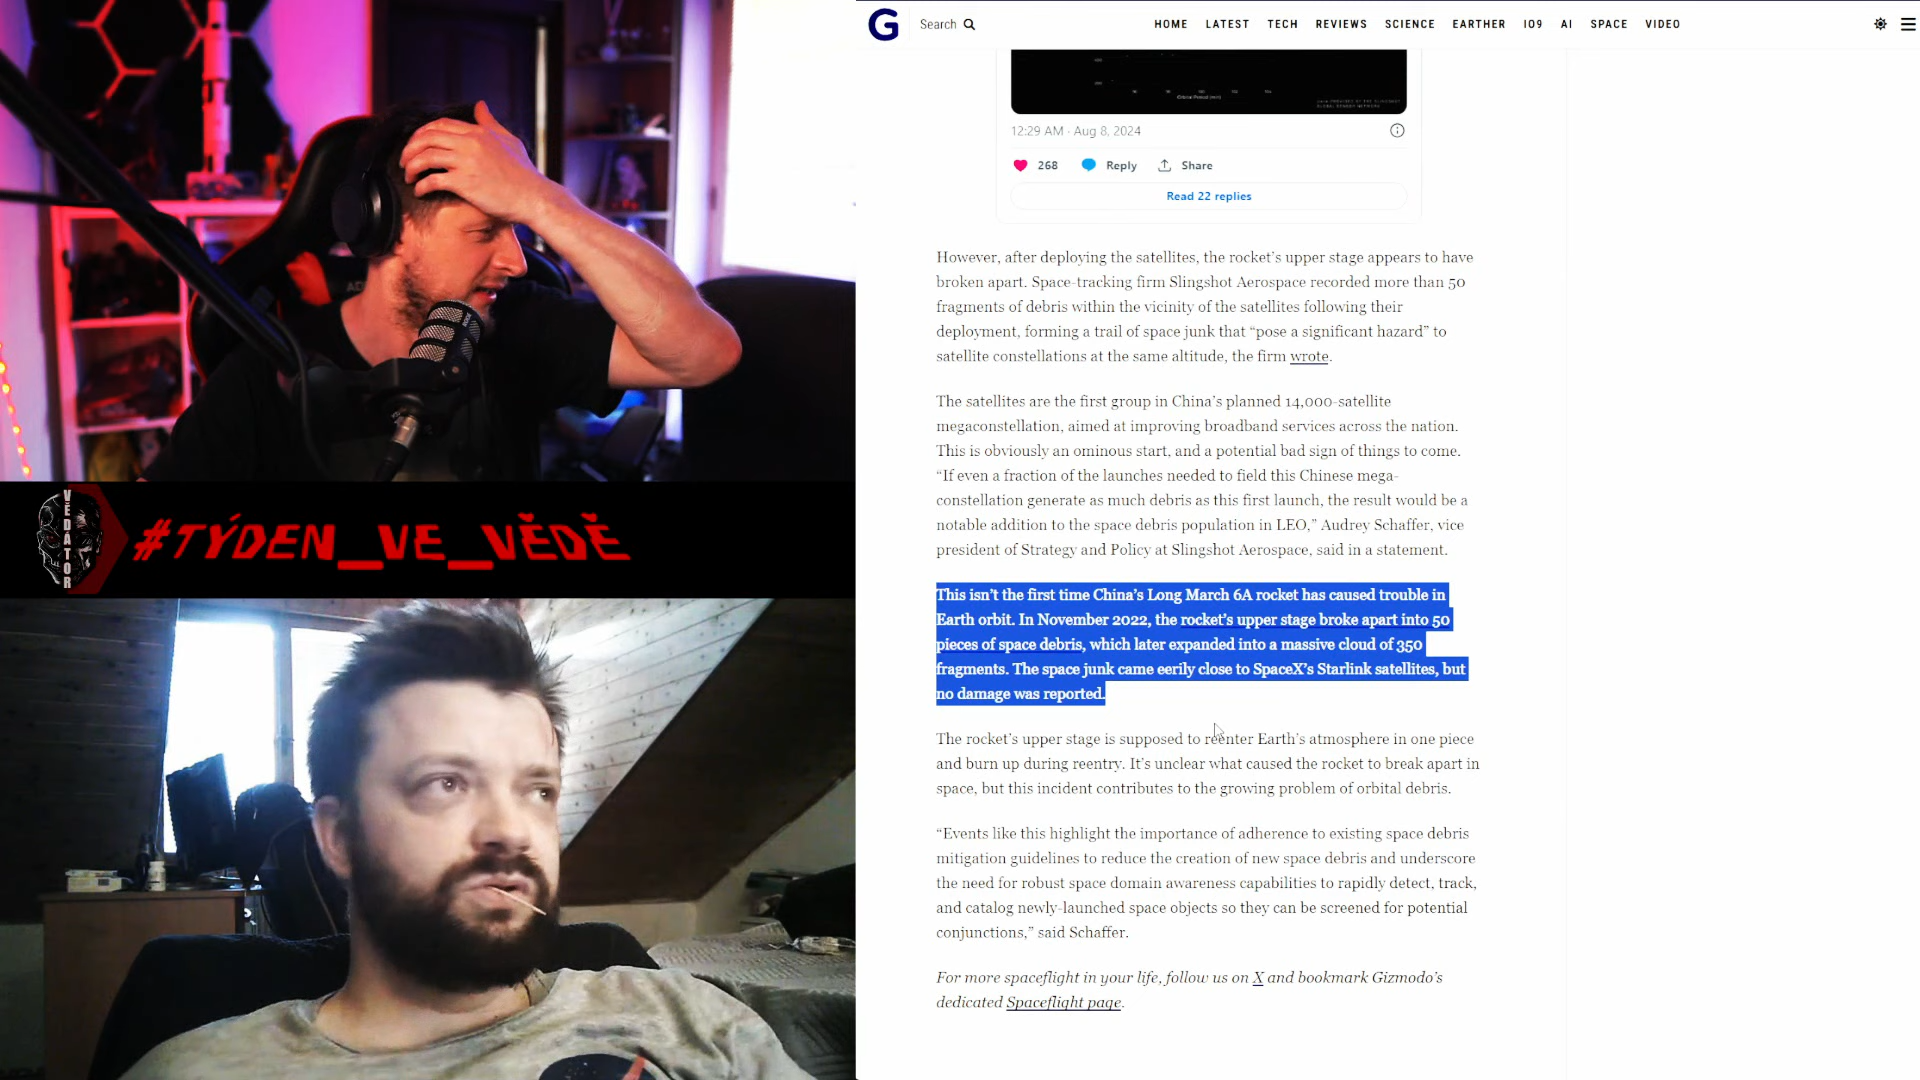 G
Search
HOME LATEST TECH REVIEWS SCIENCE EARTHER IO9 AI SPACE VIDEO
Orbital Period (min)
12:29 AM · Aug 8, 2024
268 Reply Share
Read 22 replies
However, after deploying the satellites, the rocket’s upper stage appears to have
broken apart. Space-tracking firm Slingshot Aerospace recorded more than 50
fragments of debris within the vicinity of the satellites following their
deployment, forming a trail of space junk that “pose a significant hazard” to
satellite constellations at the same altitude, the firm wrote.
The satellites are the first group in China’s planned 14,000-satellite
megaconstellation, aimed at improving broadband services across the nation.
This is obviously an ominous start, and a potential bad sign of things to come.
“If even a fraction of the launches needed to field this Chinese mega-
constellation generate as much debris as this first launch, the result would be a
notable addition to the space debris population in LEO,” Audrey Schaffer, vice
president of Strategy and Policy at Slingshot Aerospace, said in a statement.
This isn’t the first time China’s Long March 6A rocket has caused trouble in
Earth orbit. In November 2022, the rocket’s upper stage broke apart into 50
pieces of space debris, which later expanded into a massive cloud of 350
fragments. The space junk came eerily close to SpaceX’s Starlink satellites, but
no damage was reported.
The rocket’s upper stage is supposed to reenter Earth’s atmosphere in one piece
and burn up during reentry. It’s unclear what caused the rocket to break apart in
space, but this incident contributes to the growing problem of orbital debris.
“Events like this highlight the importance of adherence to existing space debris
mitigation guidelines to reduce the creation of new space debris and underscore
the need for robust space domain awareness capabilities to rapidly detect, track,
and catalog newly-launched space objects so they can be screened for potential
conjunctions,” said Schaffer.
For more spaceflight in your life, follow us on X and bookmark Gizmodo’s
dedicated Spaceflight page.
VĚDÁTOR
#TÝDEN_VE_VĚDĚ
RØDE